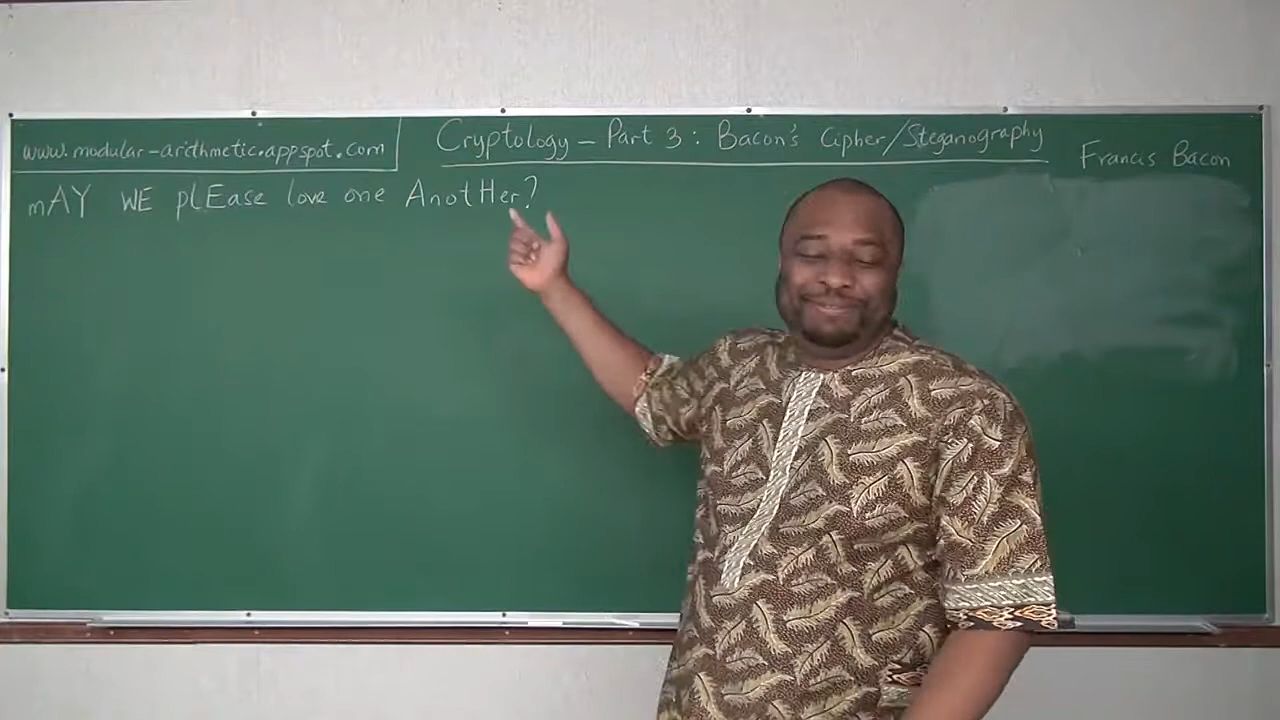 www.modular-arithmetic.appspot.com
Cryptology - Part 3: Bacon's Cipher/Steganography
Francis Bacon
mAY WE plEase love one AnotHer?